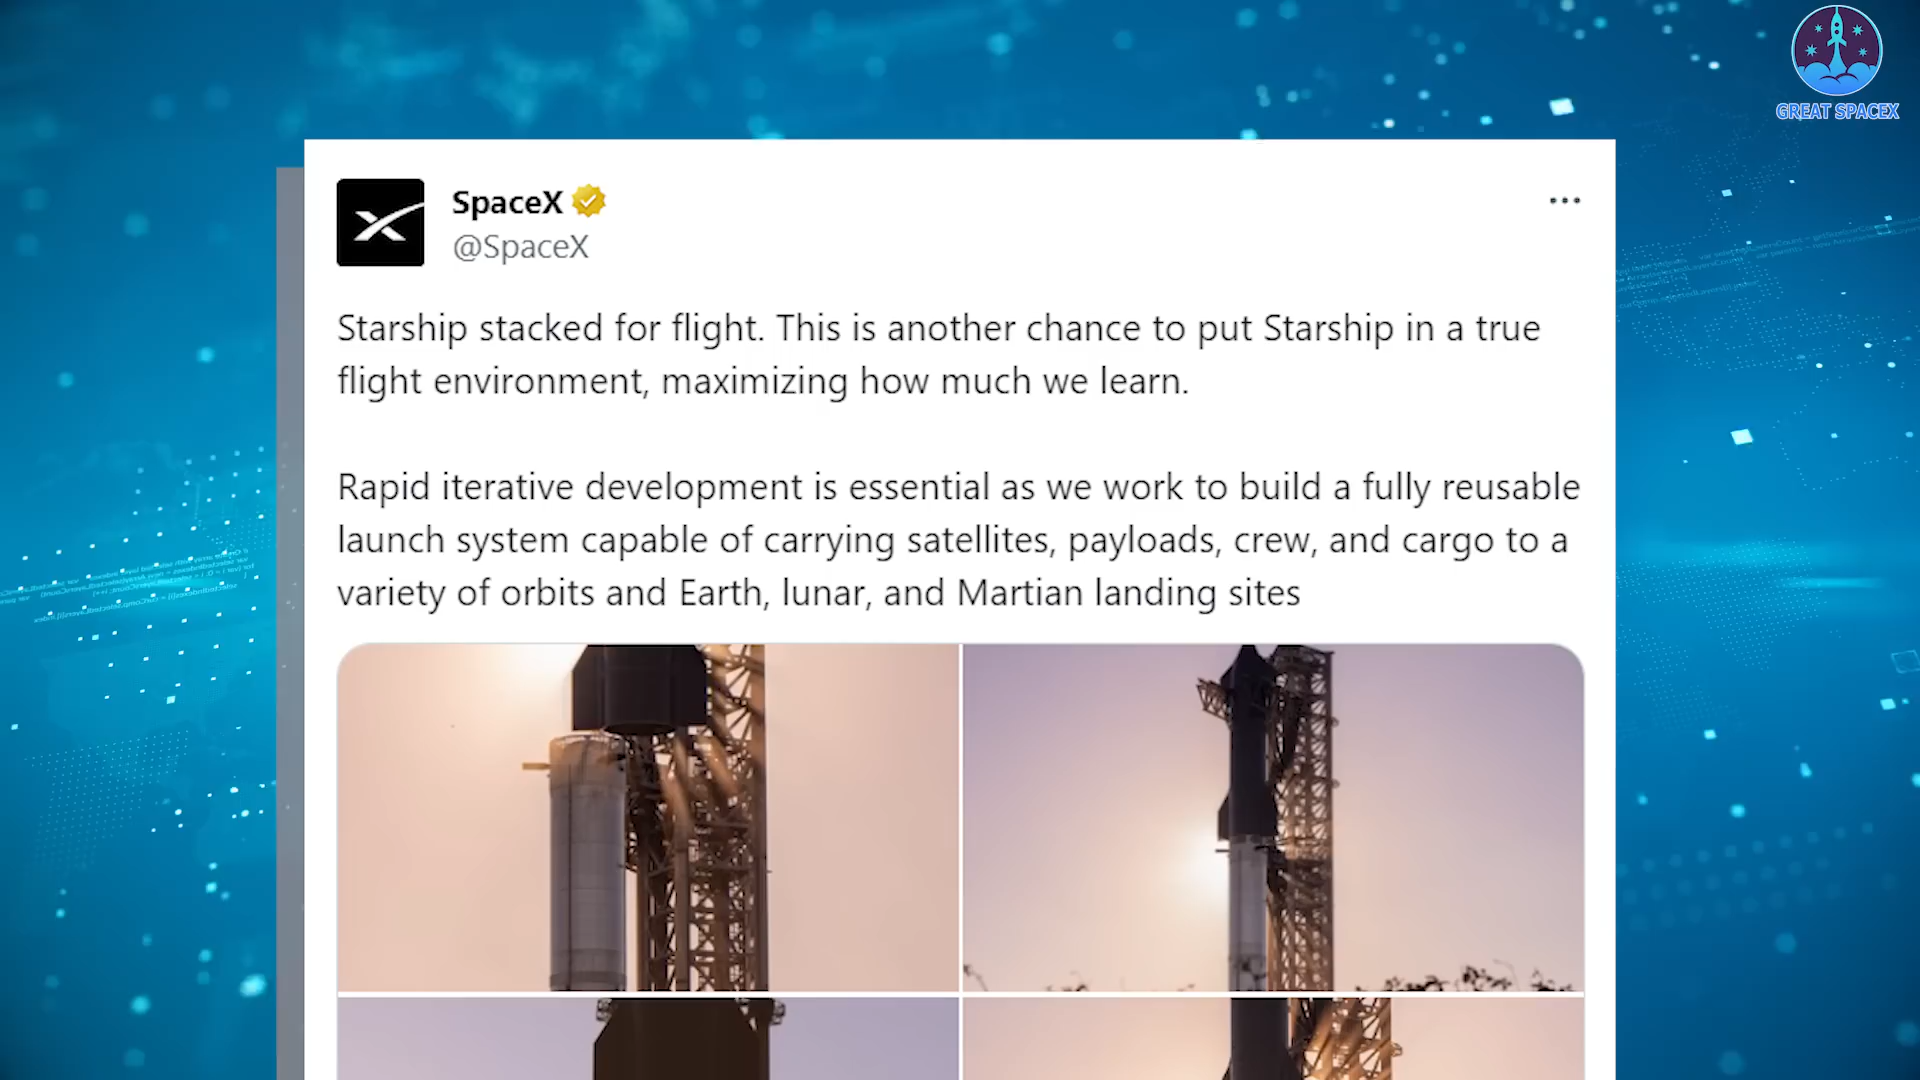 GREAT SPACEX
SpaceX
@SpaceX
Starship stacked for flight. This is another chance to put Starship in a true
flight environment, maximizing how much we learn.
Rapid iterative development is essential as we work to build a fully reusable
launch system capable of carrying satellites, payloads, crew, and cargo to a
variety of orbits and Earth, lunar, and Martian landing sites